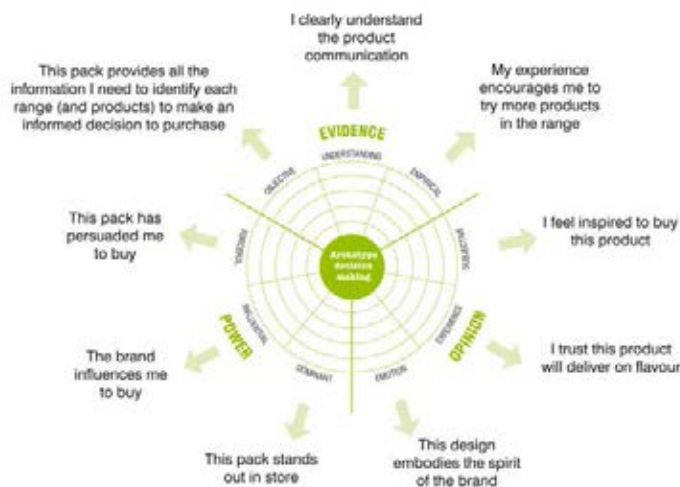 I clearly understand
the product
communication
This pack provides all the
information I need to identify each
range (and products) to make an
informed decision to purchase
My experience
encourages me to
try more products
in the range
EVIDENCE
UNDERSTANDING
OBJECTIVE
EMPIRICAL
This pack has
persuaded me
to buy
FORCEFUL
Archetype
decision
making
SUBJECTIVE
I feel inspired to buy
this product
The brand
influences me
to buy
POWER
INFLUENTIAL
DOMINANT
EMOTION
EXPERIENCE
OPINION
I trust this product
will deliver on flavour
This pack stands
out in store
This design
embodies the spirit
of the brand